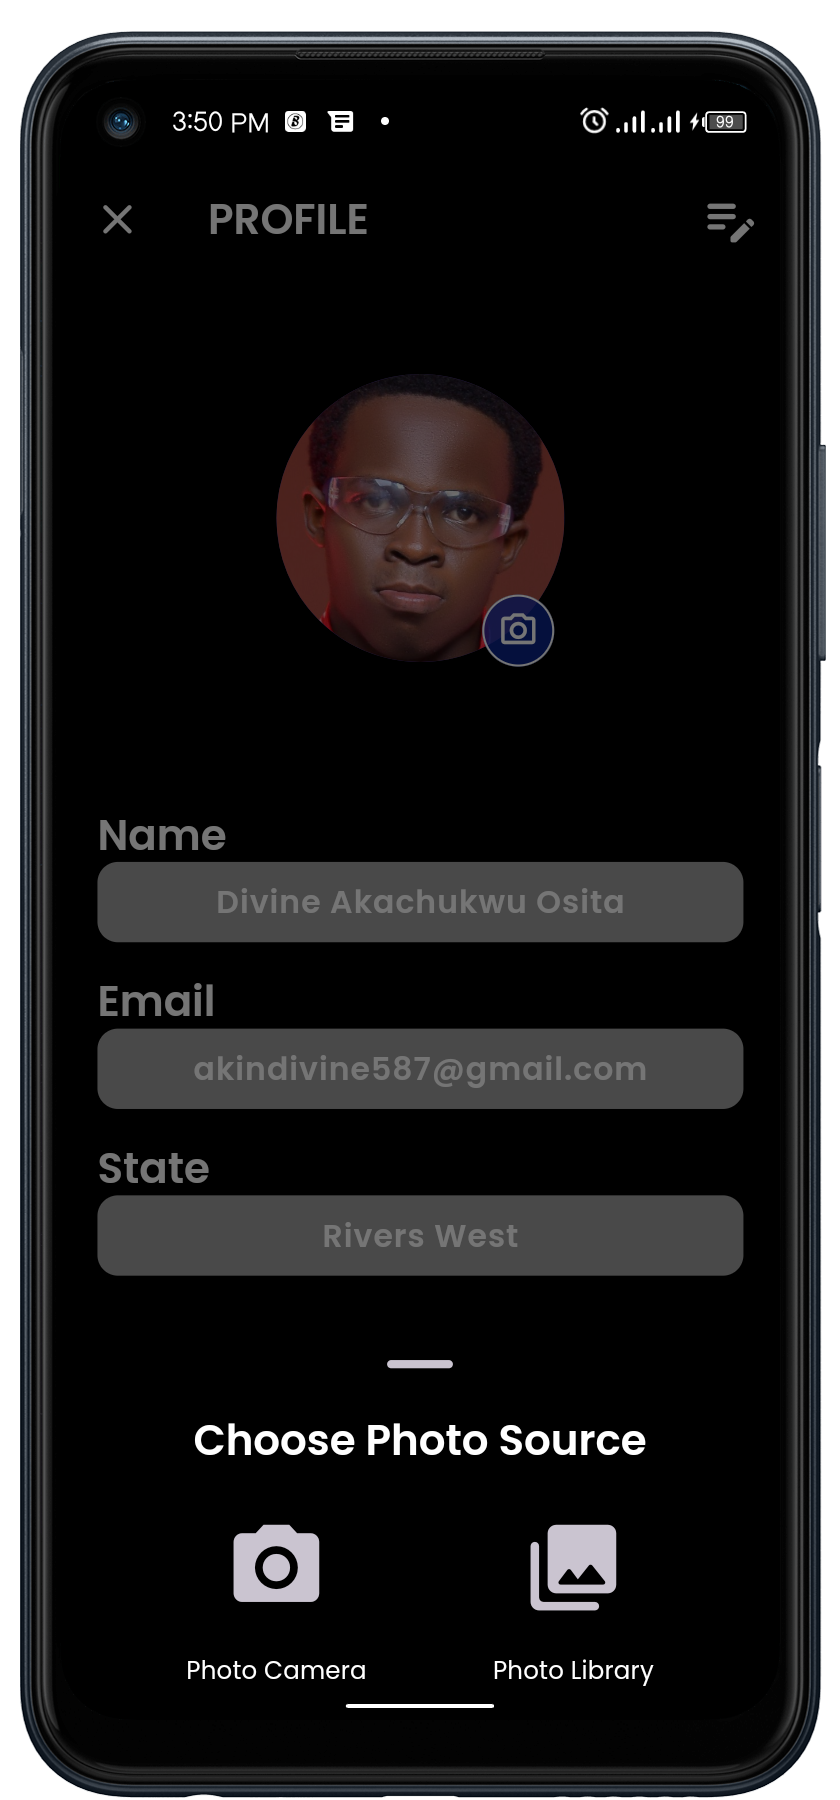 3:50 PM
99
PROFILE
Name
Divine Akachukwu Osita
Email
akindivine587@gmail.com
State
Rivers West
Choose Photo Source
Photo Camera
Photo Library